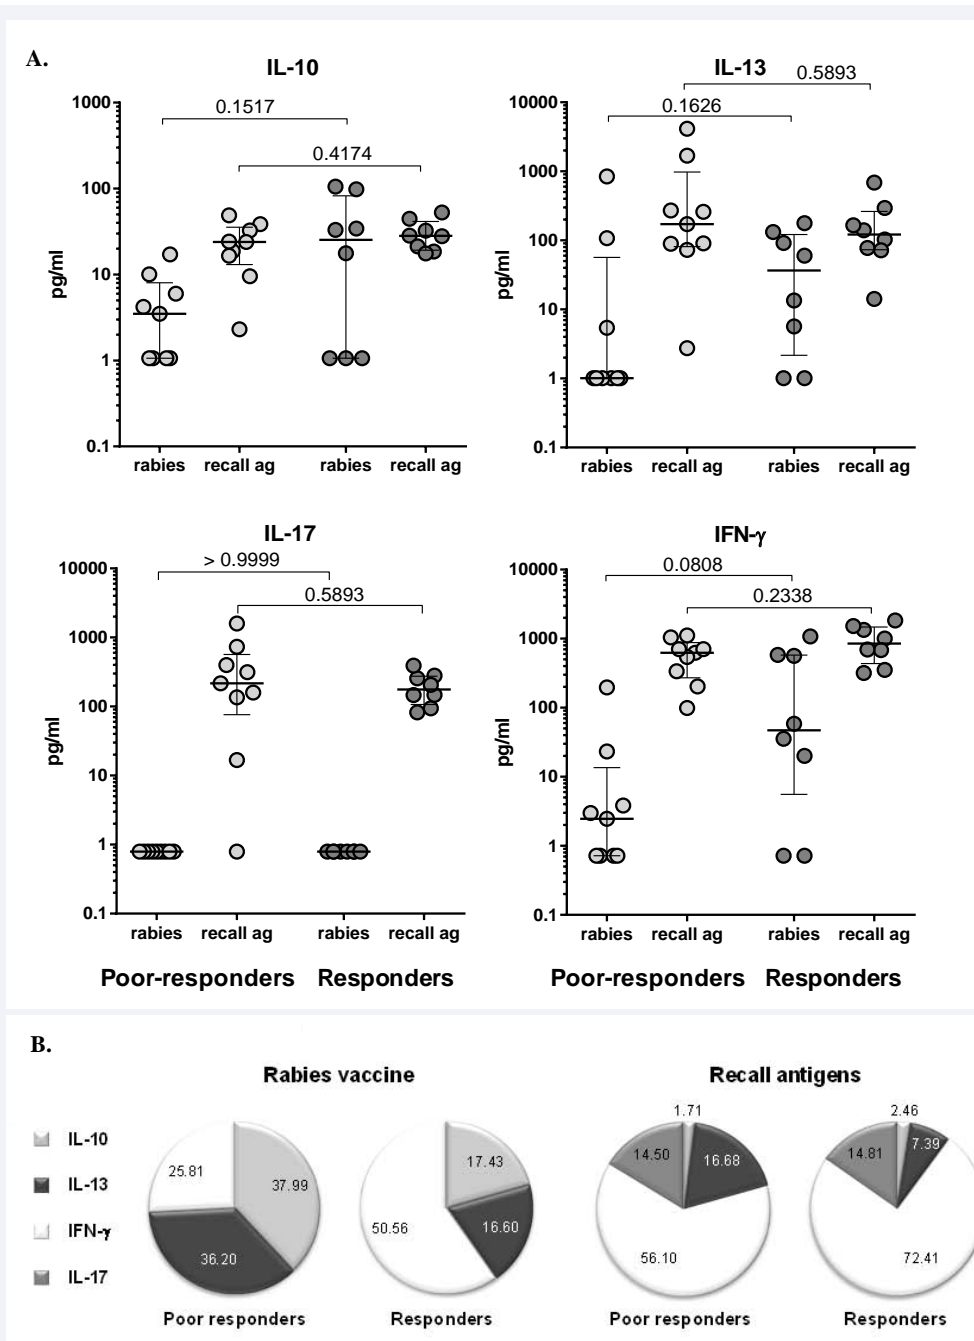 A.
IL-10
1000
100
10
1
0.1
pg/ml
0.1517
0.4174
rabies recall ag rabies recall ag
IL-13
10000
1000
100
10
1
0.1
pg/ml
0.5893
0.1626
rabies recall ag rabies recall ag
IL-17
10000
1000
100
10
1
0.1
pg/ml
> 0.9999
0.5893
rabies recall ag rabies recall ag
Poor-responders Responders
IFN-γ
10000
1000
100
10
1
0.1
pg/ml
0.0808
0.2338
rabies recall ag rabies recall ag
Poor-responders Responders
B.
Rabies vaccine
Recall antigens
IL-10
IL-13
IFN-γ
IL-17
25.81
37.99
36.20
Poor responders
17.43
50.56
16.60
Responders
1.71
14.50
16.68
56.10
Poor responders
2.46
14.81
7.39
72.41
Responders